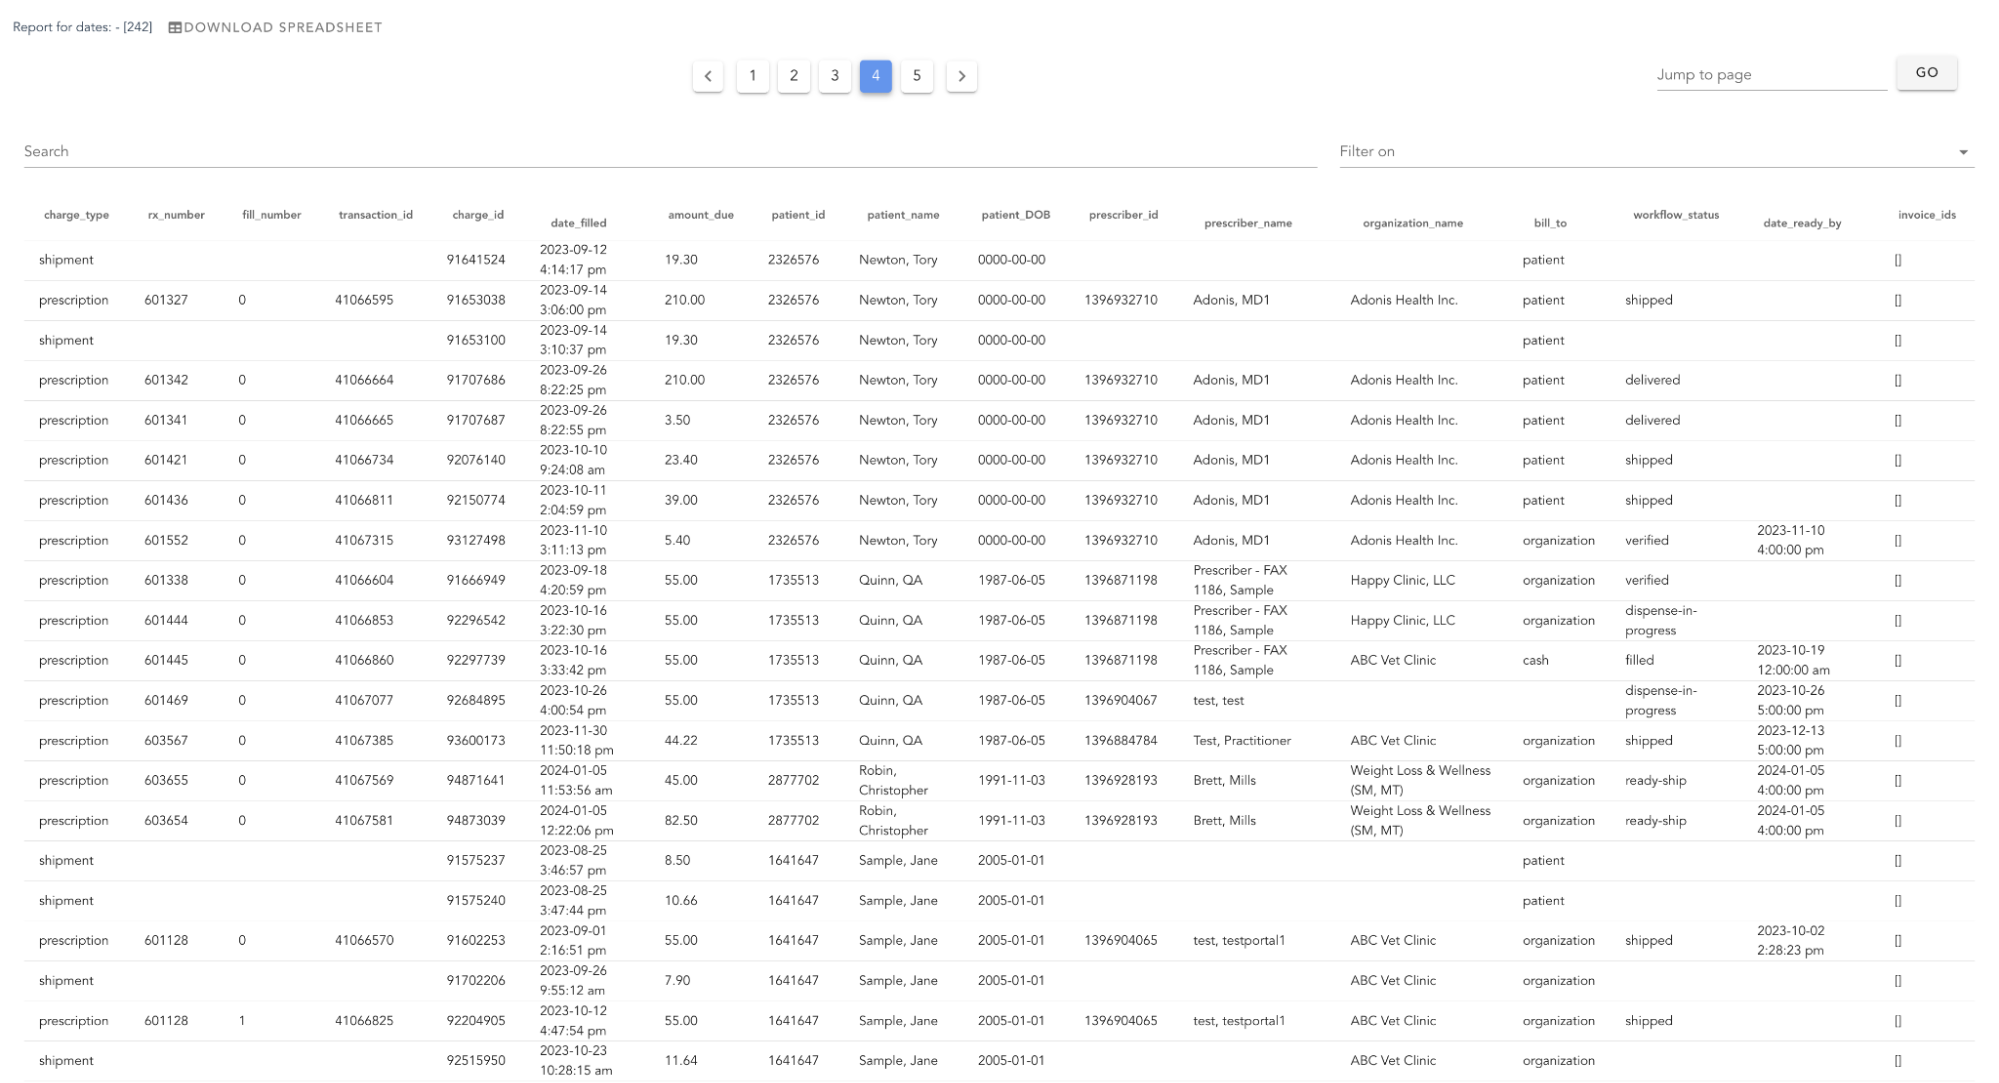 Report for dates: - [242] DOWNLOAD SPREADSHEET
1 2 3 4 5 Jump to page GO
Search Filter on
charge_type rx_number fill_number transaction_id charge_id date_filled amount_due patient_id patient_name patient_DOB prescriber_id prescriber_name organization_name bill_to workflow_status date_ready_by invoice_ids
shipment 91641524 2023-09-12 4:14:17 pm 19.30 2326576 Newton, Tory 0000-00-00 patient []
prescription 601327 0 41066595 91653038 2023-09-14 3:06:00 pm 210.00 2326576 Newton, Tory 0000-00-00 1396932710 Adonis, MD1 Adonis Health Inc. patient shipped []
shipment 91653100 2023-09-14 3:10:37 pm 19.30 2326576 Newton, Tory 0000-00-00 patient []
prescription 601342 0 41066664 91707686 2023-09-26 8:22:25 pm 210.00 2326576 Newton, Tory 0000-00-00 1396932710 Adonis, MD1 Adonis Health Inc. patient delivered []
prescription 601341 0 41066665 91707687 2023-09-26 8:22:55 pm 3.50 2326576 Newton, Tory 0000-00-00 1396932710 Adonis, MD1 Adonis Health Inc. patient delivered []
prescription 601421 0 41066734 92076140 2023-10-10 9:24:08 am 23.40 2326576 Newton, Tory 0000-00-00 1396932710 Adonis, MD1 Adonis Health Inc. patient shipped []
prescription 601436 0 41066811 92150774 2023-10-11 2:04:59 pm 39.00 2326576 Newton, Tory 0000-00-00 1396932710 Adonis, MD1 Adonis Health Inc. patient shipped []
prescription 601552 0 41067315 93127498 2023-11-10 3:11:13 pm 5.40 2326576 Newton, Tory 0000-00-00 1396932710 Adonis, MD1 Adonis Health Inc. organization verified 2023-11-10 4:00:00 pm []
prescription 601338 0 41066604 91666949 2023-09-18 4:20:59 pm 55.00 1735513 Quinn, QA 1987-06-05 1396871198 Prescriber - FAX 1186, Sample Happy Clinic, LLC organization verified []
prescription 601444 0 41066853 92296542 2023-10-16 3:22:30 pm 55.00 1735513 Quinn, QA 1987-06-05 1396871198 Prescriber - FAX 1186, Sample Happy Clinic, LLC organization dispense-in-progress []
prescription 601445 0 41066860 92297739 2023-10-16 3:33:42 pm 55.00 1735513 Quinn, QA 1987-06-05 1396871198 Prescriber - FAX 1186, Sample ABC Vet Clinic cash filled 2023-10-19 12:00:00 am []
prescription 601469 0 41067077 92684895 2023-10-26 4:00:54 pm 55.00 1735513 Quinn, QA 1987-06-05 1396904067 test, test dispense-in-progress 2023-10-26 5:00:00 pm []
prescription 603567 0 41067385 93600173 2023-11-30 11:50:18 pm 44.22 1735513 Quinn, QA 1987-06-05 1396884784 Test, Practitioner ABC Vet Clinic organization shipped 2023-12-13 5:00:00 pm []
prescription 603655 0 41067569 94871641 2024-01-05 11:53:56 am 45.00 2877702 Robin, Christopher 1991-11-03 1396928193 Brett, Mills Weight Loss & Wellness (SM, MT) organization ready-ship 2024-01-05 4:00:00 pm []
prescription 603654 0 41067581 94873039 2024-01-05 12:22:06 pm 82.50 2877702 Robin, Christopher 1991-11-03 1396928193 Brett, Mills Weight Loss & Wellness (SM, MT) organization ready-ship 2024-01-05 4:00:00 pm []
shipment 91575237 2023-08-25 3:46:57 pm 8.50 1641647 Sample, Jane 2005-01-01 patient []
shipment 91575240 2023-08-25 3:47:44 pm 10.66 1641647 Sample, Jane 2005-01-01 patient []
prescription 601128 0 41066570 91602253 2023-09-01 2:16:51 pm 55.00 1641647 Sample, Jane 2005-01-01 1396904065 test, testportal1 ABC Vet Clinic organization shipped 2023-10-02 2:28:23 pm []
shipment 91702206 2023-09-26 9:55:12 am 7.90 1641647 Sample, Jane 2005-01-01 ABC Vet Clinic organization []
prescription 601128 1 41066825 92204905 2023-10-12 4:47:54 pm 55.00 1641647 Sample, Jane 2005-01-01 1396904065 test, testportal1 ABC Vet Clinic organization shipped []
shipment 92515950 2023-10-23 10:28:15 am 11.64 1641647 Sample, Jane 2005-01-01 ABC Vet Clinic organization []